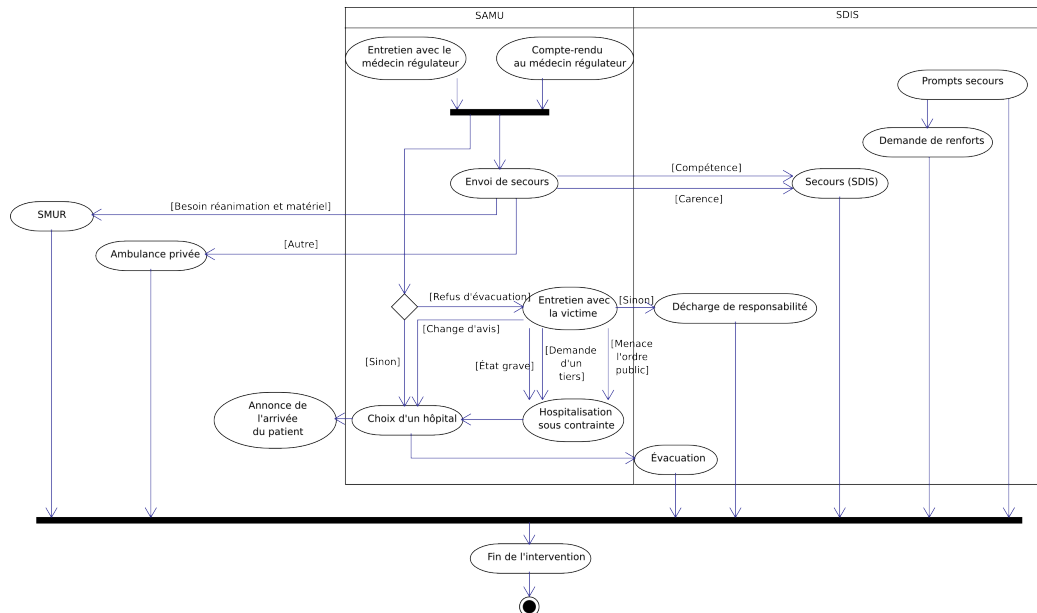 SAMU
SDIS
Entretien avec le
médecin régulateur
Compte-rendu
au médecin régulateur
Prompts secours
Demande de renforts
Envoi de secours
[Compétence]
[Carence]
Secours (SDIS)
[Besoin réanimation et matériel]
SMUR
[Autre]
Ambulance privée
[Refus d'évacuation]
Entretien avec
la victime
[Sinon]
Décharge de responsabilité
[Change d'avis]
[Sinon]
[État grave]
[Demande
d'un
tiers]
[Menace
l'ordre
public]
Annonce de
l'arrivée
du patient
Choix d'un hôpital
Hospitalisation
sous contrainte
Évacuation
Fin de l'intervention